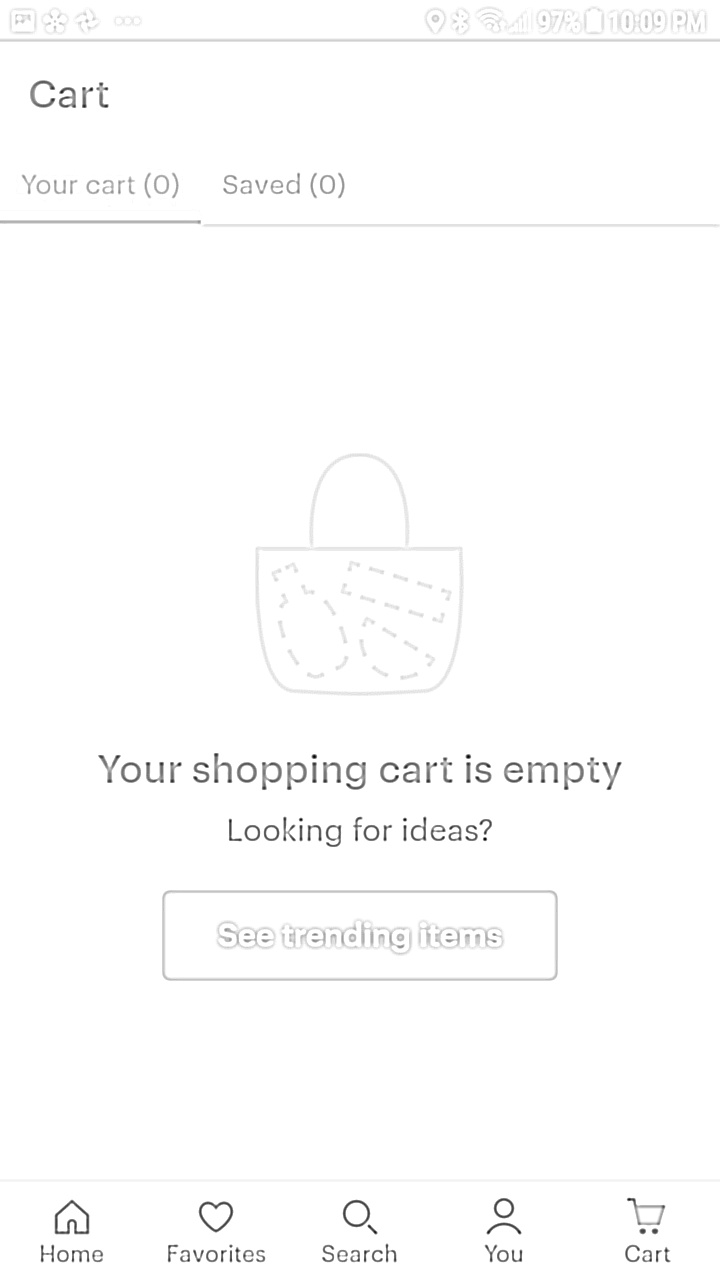 97% 10:09 PM
Cart
Your cart (0) Saved (0)
Your shopping cart is empty
Looking for ideas?
See trending items
Home Favorites Search You Cart